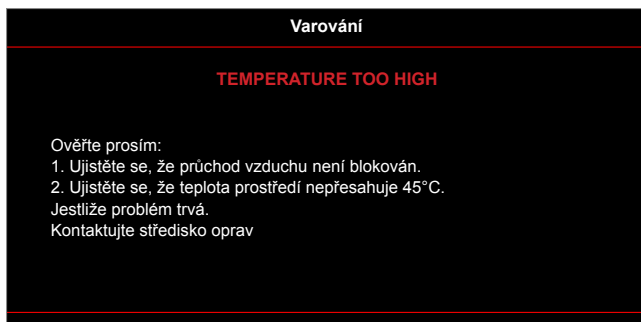 Varování
TEMPERATURE TOO HIGH
Ověřte prosím:
1. Ujistěte se, že průchod vzduchu není blokován.
2. Ujistěte se, že teplota prostředí nepřesahuje 45°C.
Jestliže problém trvá.
Kontaktujte středisko oprav